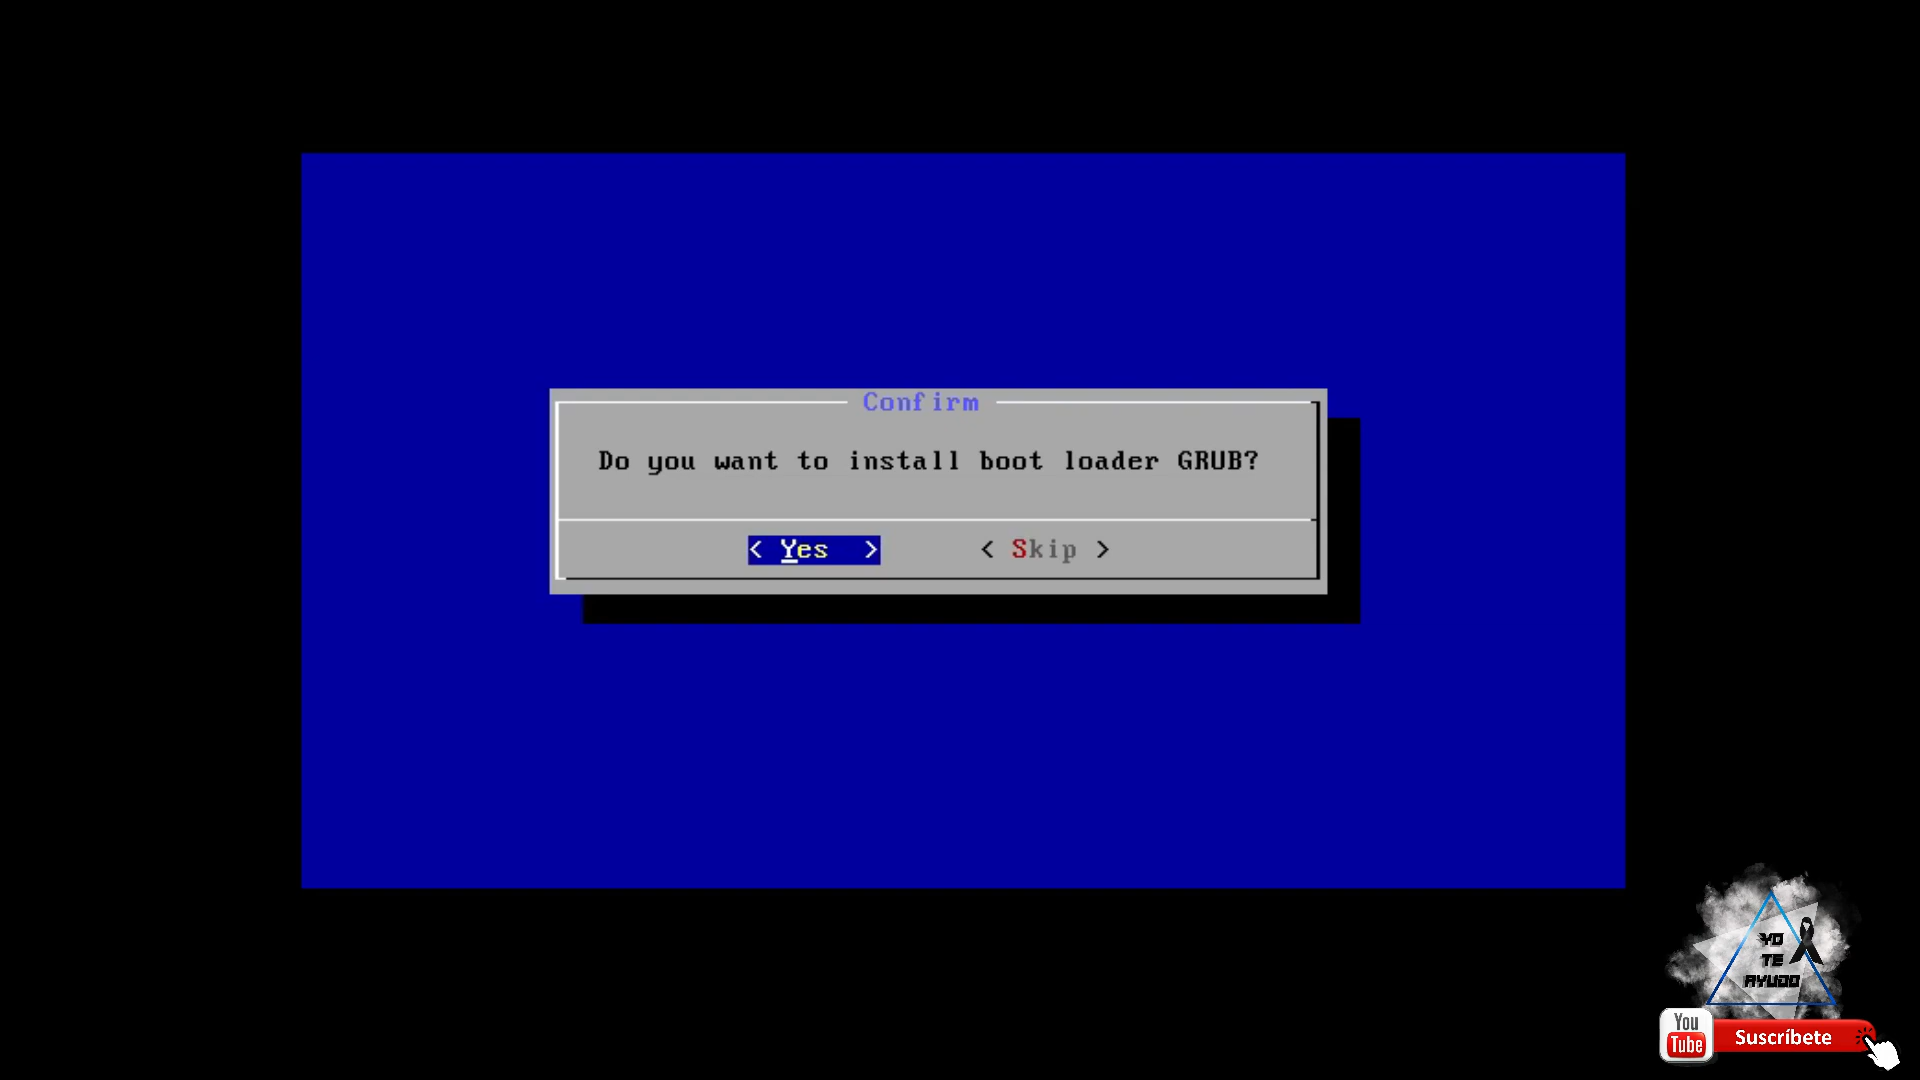 Confirm
Do you want to install boot loader GRUB?
< Yes > < Skip >
YO
TE
AYUDO
You
Tube
Suscríbete